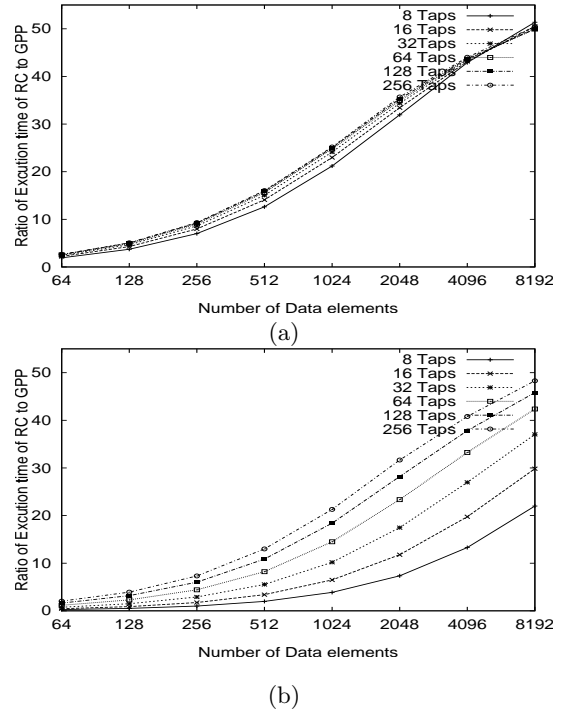 Ratio of Excution time of RC to GPP
60
50
40
30
20
10
0
8 Taps
16 Taps
32Taps
64 Taps
128 Taps
256 Taps
64 128 256 512 1024 2048 4096 8192
Number of Data elements
(a)
Ratio of Excution time of RC to GPP
60
50
40
30
20
10
0
8 Taps
16 Taps
32 Taps
64 Taps
128 Taps
256 Taps
64 128 256 512 1024 2048 4096 8192
Number of Data elements
(b)